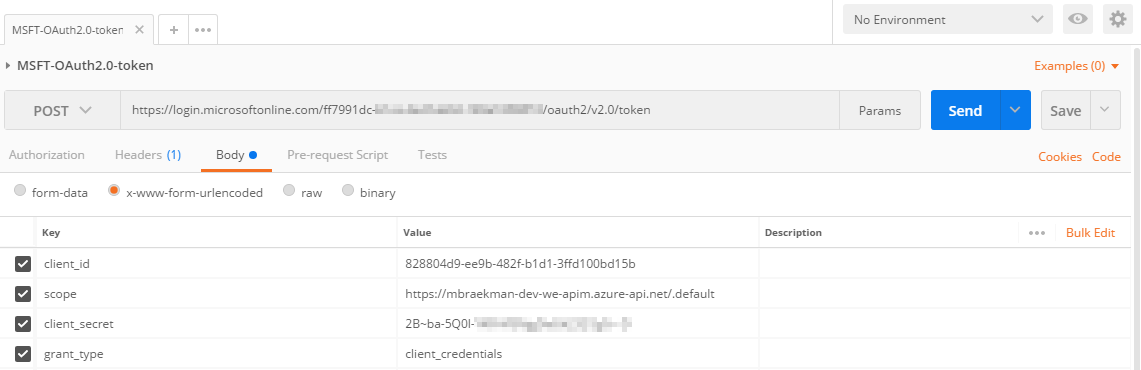 MSFT-OAuth2.0-token
No Environment
MSFT-OAuth2.0-token
Examples (0)
POST https://login.microsoftonline.com/ff7991dc- /oauth2/v2.0/token Params Send Save
Authorization Headers (1) Body Pre-request Script Tests Cookies Code
form-data x-www-form-urlencoded raw binary
Key Value Description Bulk Edit
client_id 828804d9-ee9b-482f-b1d1-3ffd100bd15b
scope https://mbraekman-dev-we-apim.azure-api.net/.default
client_secret 2B~ba-5Q0I-
grant_type client_credentials